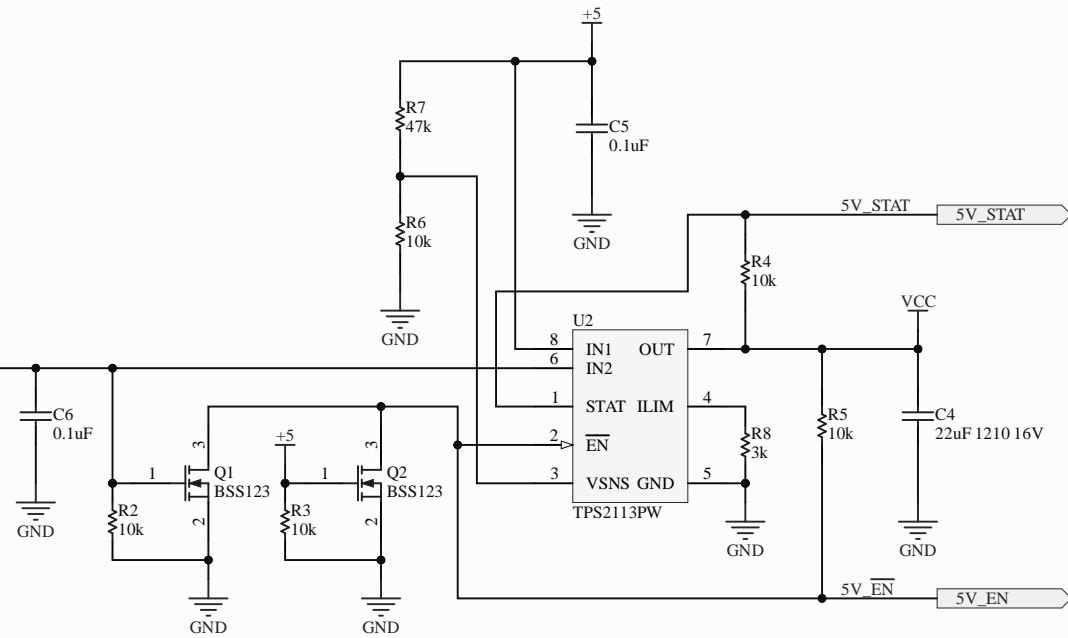 +5
R7
47k
C5
0.1uF
R6
10k
GND
GND
5V_STAT
5V_STAT
R4
10k
VCC
U2
8 IN1 OUT 7
6 IN2
1 STAT ILIM 4
2 EN
3 VSNS GND 5
TPS2113PW
C6
0.1uF
GND
3
1
Q1
BSS123
2
R2
10k
GND
+5
3
1
Q2
BSS123
2
R3
10k
GND
R8
3k
GND
R5
10k
C4
22uF 1210 16V
GND
5V_EN
5V_EN